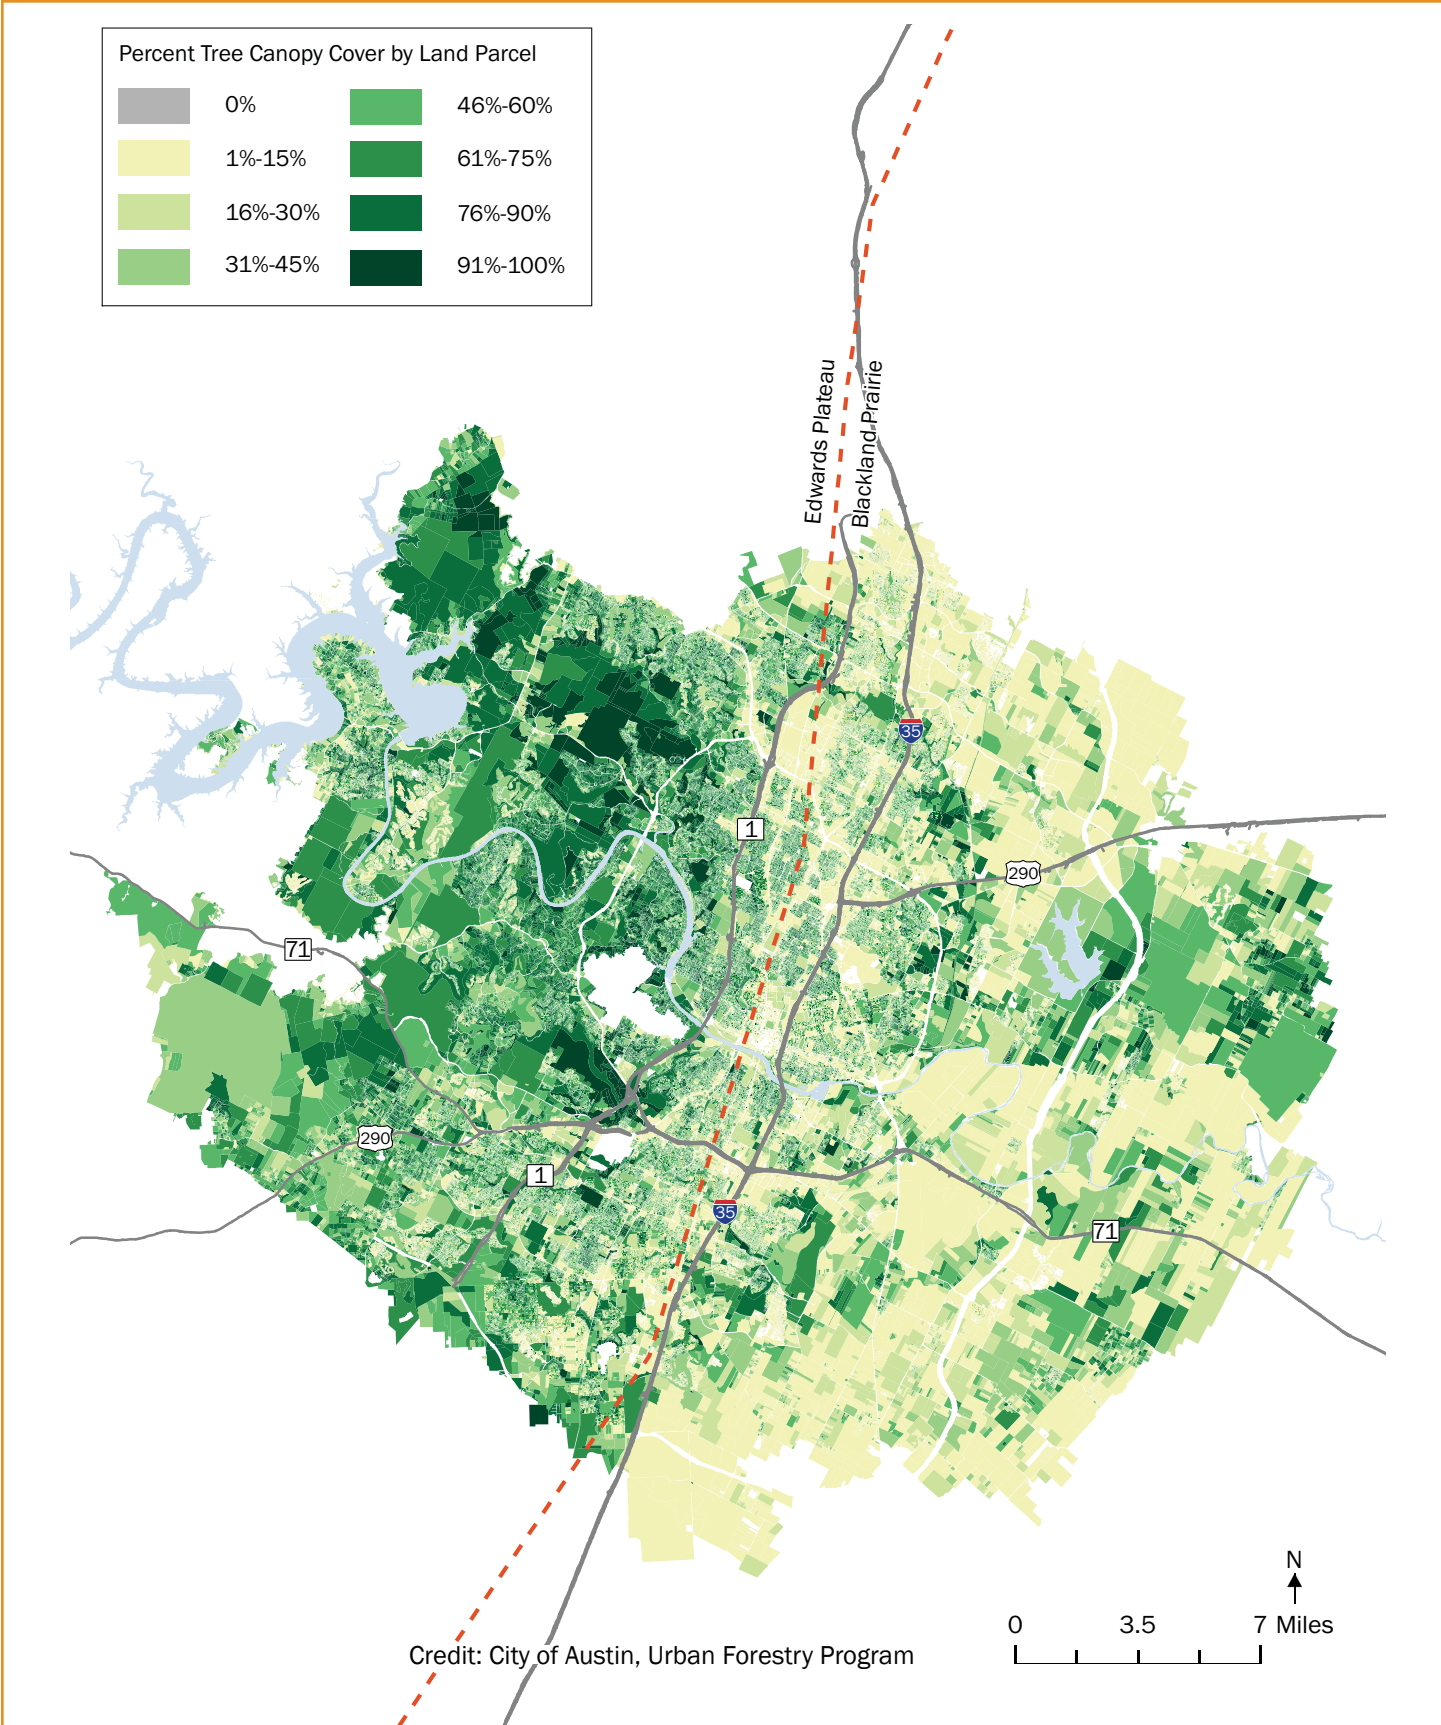 Percent Tree Canopy Cover by Land Parcel
0%
1%-15%
16%-30%
31%-45%
46%-60%
61%-75%
76%-90%
91%-100%
Edwards Plateau
Blackland Prairie
35
1
290
71
290
1
35
71
N
0 3.5 7 Miles
Credit: City of Austin, Urban Forestry Program